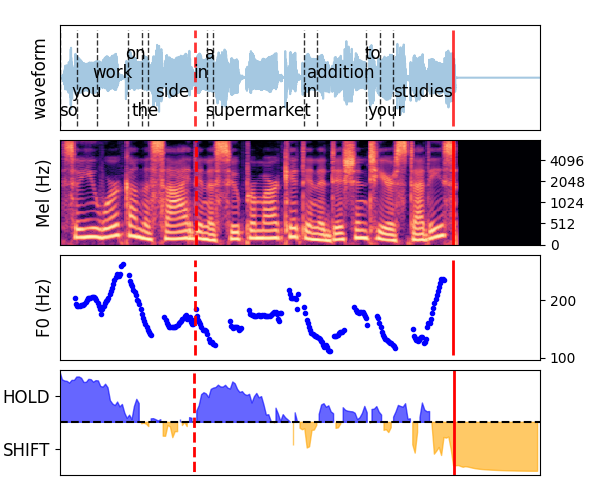 on a to
work in addition
you side in studies
so the supermarket your
waveform
Mel (Hz)
4096
2048
1024
512
0
F0 (Hz)
200
100
HOLD
SHIFT